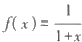 f( x ) = 1/(1+x)